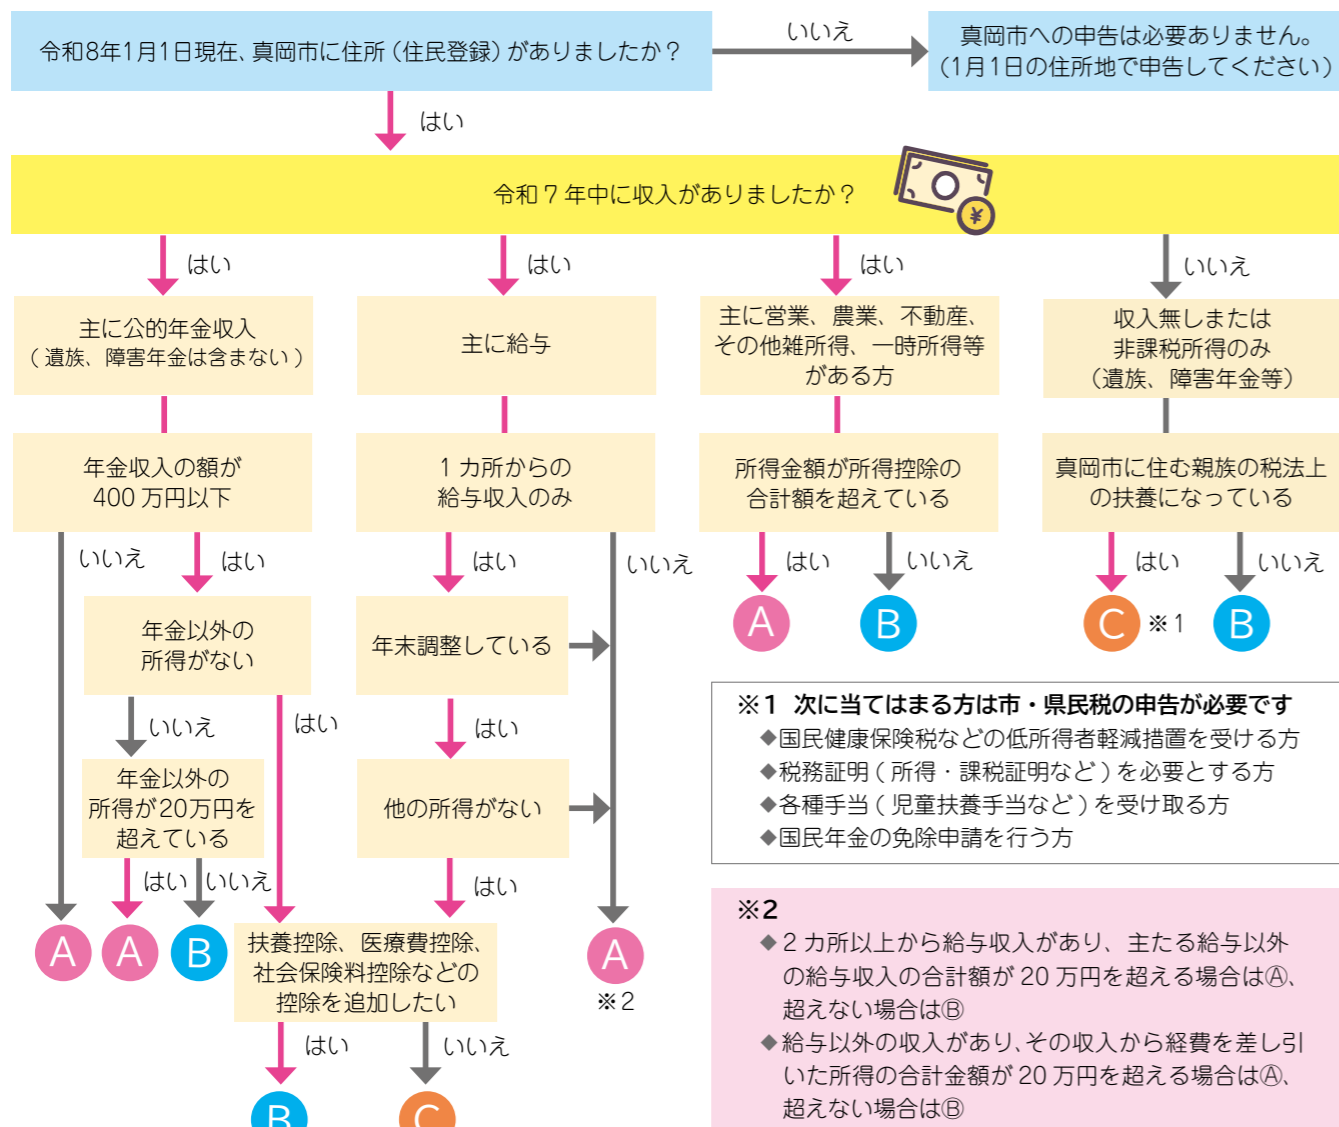 令和8年1月1日現在、真岡市に住所（住民登録）がありましたか？
いいえ
真岡市への申告は必要ありません。
（1月1日の住所地で申告してください）
はい
令和７年中に収入がありましたか？
¥
はい
はい
はい
いいえ
主に公的年金収入
（遺族、障害年金は含まない）
主に給与
主に営業、農業、不動産、
その他雑所得、一時所得等
がある方
収入無しまたは
非課税所得のみ
（遺族、障害年金等）
年金収入の額が
400万円以下
１カ所からの
給与収入のみ
所得金額が所得控除の
合計額を超えている
真岡市に住む親族の税法上
の扶養になっている
いいえ
はい
はい
いいえ
はい
いいえ
はい
いいえ
年金以外の
所得がない
年末調整している
A
B
C
※1
B
いいえ
はい
はい
年金以外の
所得が20万円を
超えている
他の所得がない
はい
いいえ
はい
A
A
B
扶養控除、医療費控除、
社会保険料控除などの
控除を追加したい
A
※2
はい
いいえ
B
C
※1 次に当てはまる方は市・県民税の申告が必要です
◆国民健康保険税などの低所得者軽減措置を受ける方
◆税務証明（所得・課税証明など）を必要とする方
◆各種手当（児童扶養手当など）を受け取る方
◆国民年金の免除申請を行う方
※2
◆2カ所以上から給与収入があり、主たる給与以外
の給与収入の合計額が20万円を超える場合はⒶ、
超えない場合はⒷ
◆給与以外の収入があり、その収入から経費を差し引
いた所得の合計金額が20万円を超える場合はⒶ、
超えない場合はⒷ